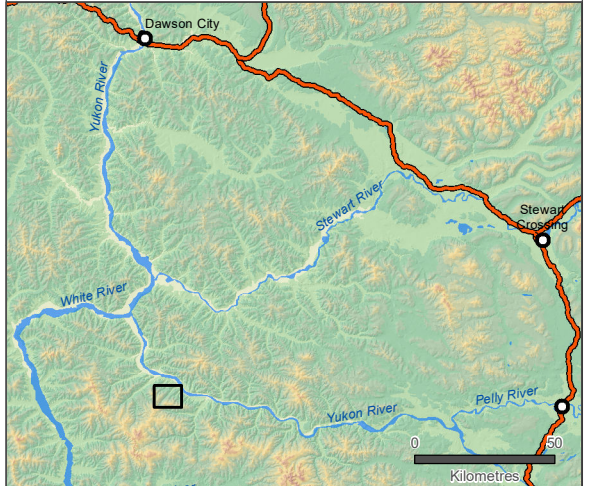 Dawson City
Yukon River
Stewart River
Stewart
Crossing
White River
Pelly River
Yukon River
0 50
Kilometres